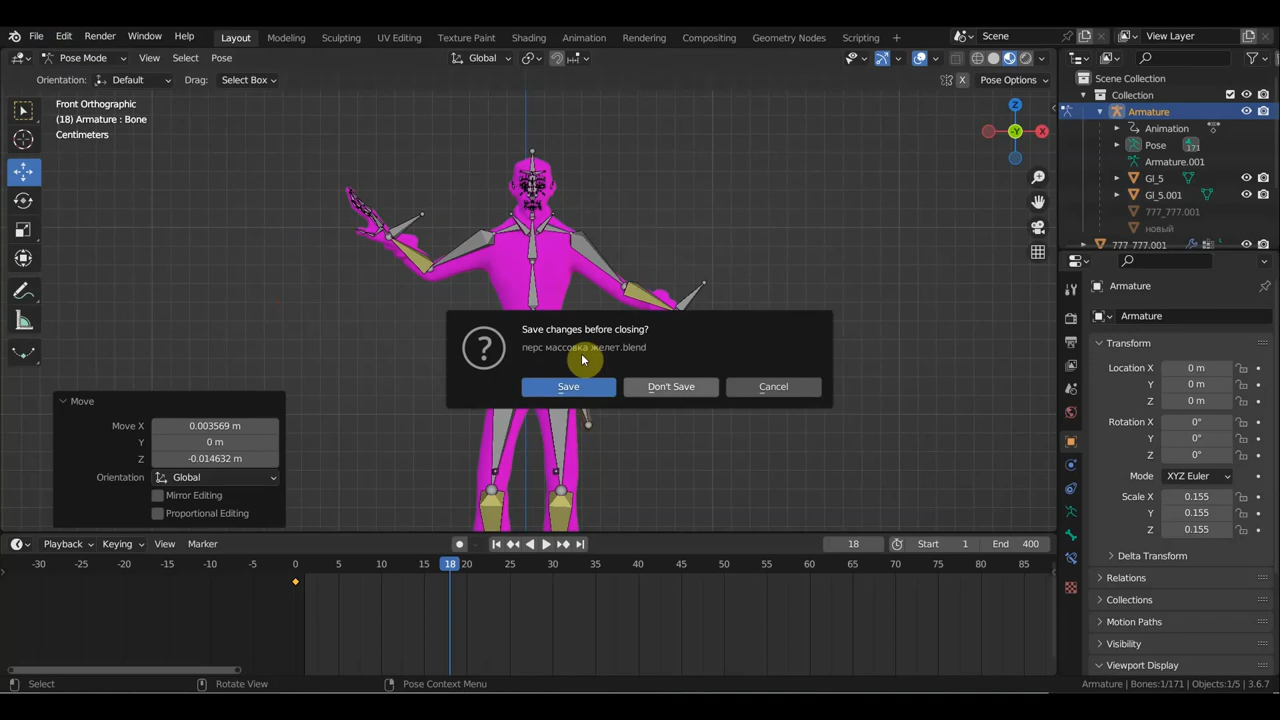 File Edit Render Window Help Layout Modeling Sculpting UV Editing Texture Paint Shading Animation Rendering Compositing Geometry Nodes Scripting + Scene View Layer
Pose Mode View Select Pose Global
Orientation: Default Drag: Select Box X Pose Options
Front Orthographic
(18) Armature : Bone
Centimeters
Z
X
-Y
Scene Collection
Collection
Armature
Animation
Pose 171
Armature.001
Gl_5
Gl_5.001
777_777.001
новый
777 777.001
Armature
Armature
Transform
Location X 0 m
Y 0 m
Z 0 m
Rotation X 0°
Y 0°
Z 0°
Mode XYZ Euler
Scale X 0.155
Y 0.155
Z 0.155
Delta Transform
Relations
Collections
Motion Paths
Visibility
Viewport Display
Save changes before closing?
перс массовка желет.blend
Save Don't Save Cancel
Move
Move X 0.003569 m
Y 0 m
Z -0.014632 m
Orientation Global
Mirror Editing
Proportional Editing
Playback Keying View Marker 18 Start 1 End 400
-30 -25 -20 -15 -10 -5 0 5 10 15 18 20 25 30 35 40 45 50 55 60 65 70 75 80 85
Select Rotate View Pose Context Menu Armature | Bones:1/171 | Objects:1/5 | 3.6.7